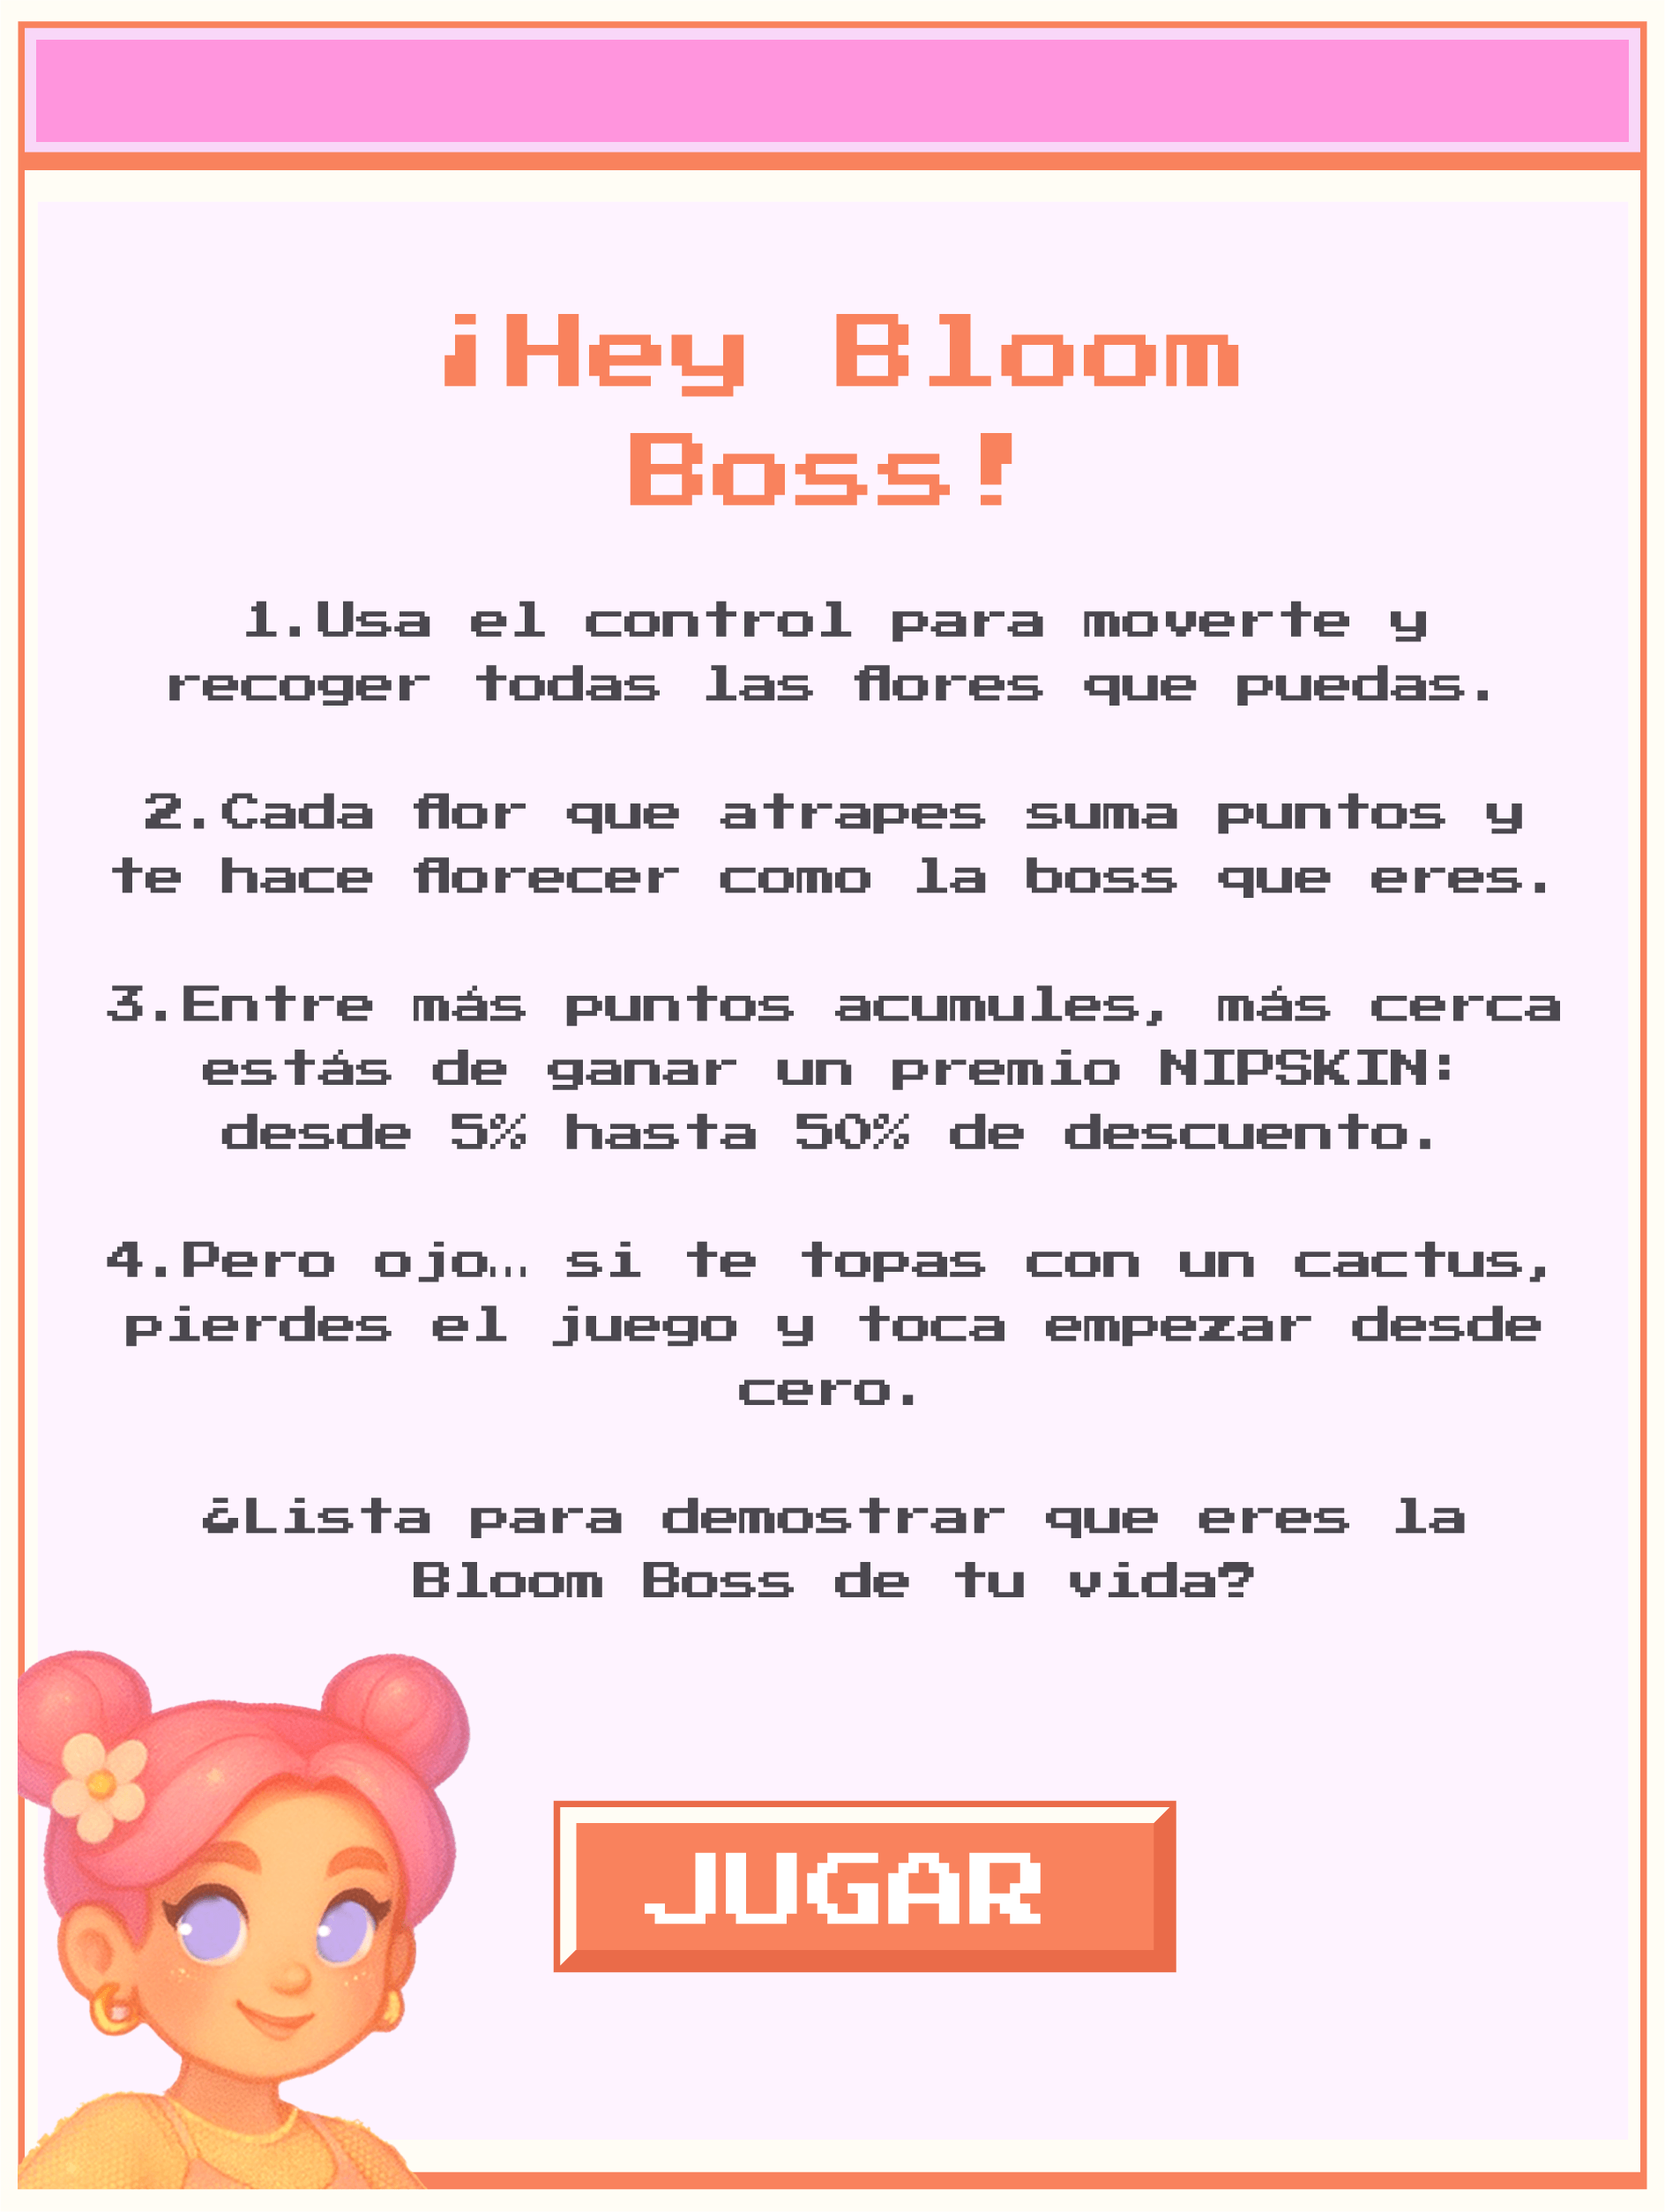 ¡Hey Bloom
Boss!
1.Usa el control para moverte y
recoger todas las flores que puedas.
2.Cada flor que atrapes suma puntos y
te hace florecer como la boss que eres.
3.Entre más puntos acumules, más cerca
estás de ganar un premio NIPSKIN:
desde 5% hasta 50% de descuento.
4.Pero ojo… si te topas con un cactus,
pierdes el juego y toca empezar desde
cero.
¿Lista para demostrar que eres la
Bloom Boss de tu vida?
JUGAR